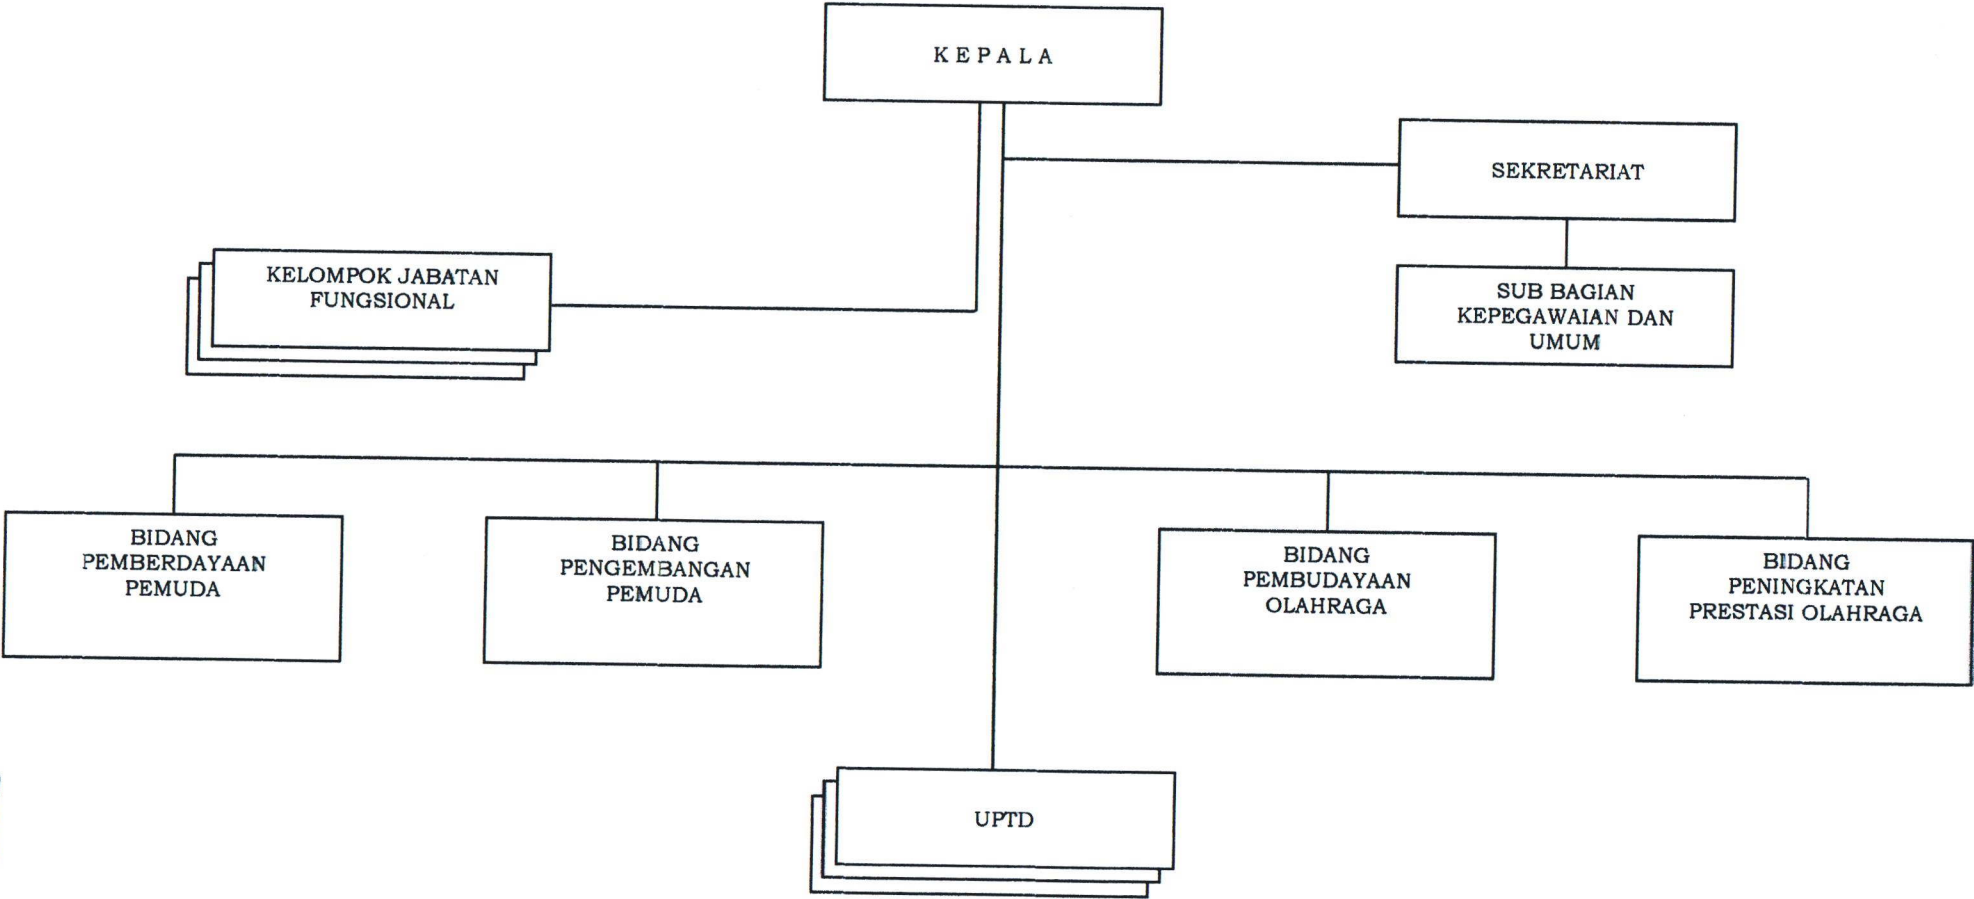 K E P A L A
SEKRETARIAT
KELOMPOK JABATAN
FUNGSIONAL
SUB BAGIAN
KEPEGAWAIAN DAN
UMUM
BIDANG
PEMBERDAYAAN
PEMUDA
BIDANG
PENGEMBANGAN
PEMUDA
BIDANG
PEMBUDAYAAN
OLAHRAGA
BIDANG
PENINGKATAN
PRESTASI OLAHRAGA
UPTD